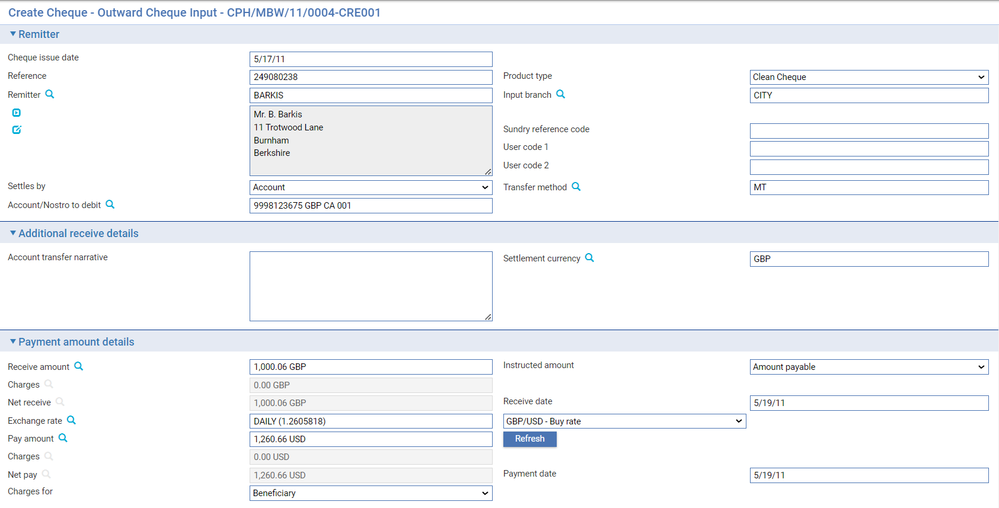 Create Cheque - Outward Cheque Input - CPH/MBW/11/0004-CRE001
Remitter
Cheque issue date 5/17/11
Reference 249080238 Product type Clean Cheque
Remitter BARKIS Input branch CITY
Mr. B. Barkis
11 Trotwood Lane
Burnham
Berkshire
Sundry reference code
User code 1
User code 2
Settles by Account Transfer method MT
Account/Nostro to debit 9998123675 GBP CA 001
Additional receive details
Account transfer narrative Settlement currency GBP
Payment amount details
Receive amount 1,000.06 GBP Instructed amount Amount payable
Charges 0.00 GBP
Net receive 1,000.06 GBP Receive date 5/19/11
Exchange rate DAILY (1.2605818) GBP/USD - Buy rate
Pay amount 1,260.66 USD Refresh
Charges 0.00 USD
Net pay 1,260.66 USD Payment date 5/19/11
Charges for Beneficiary